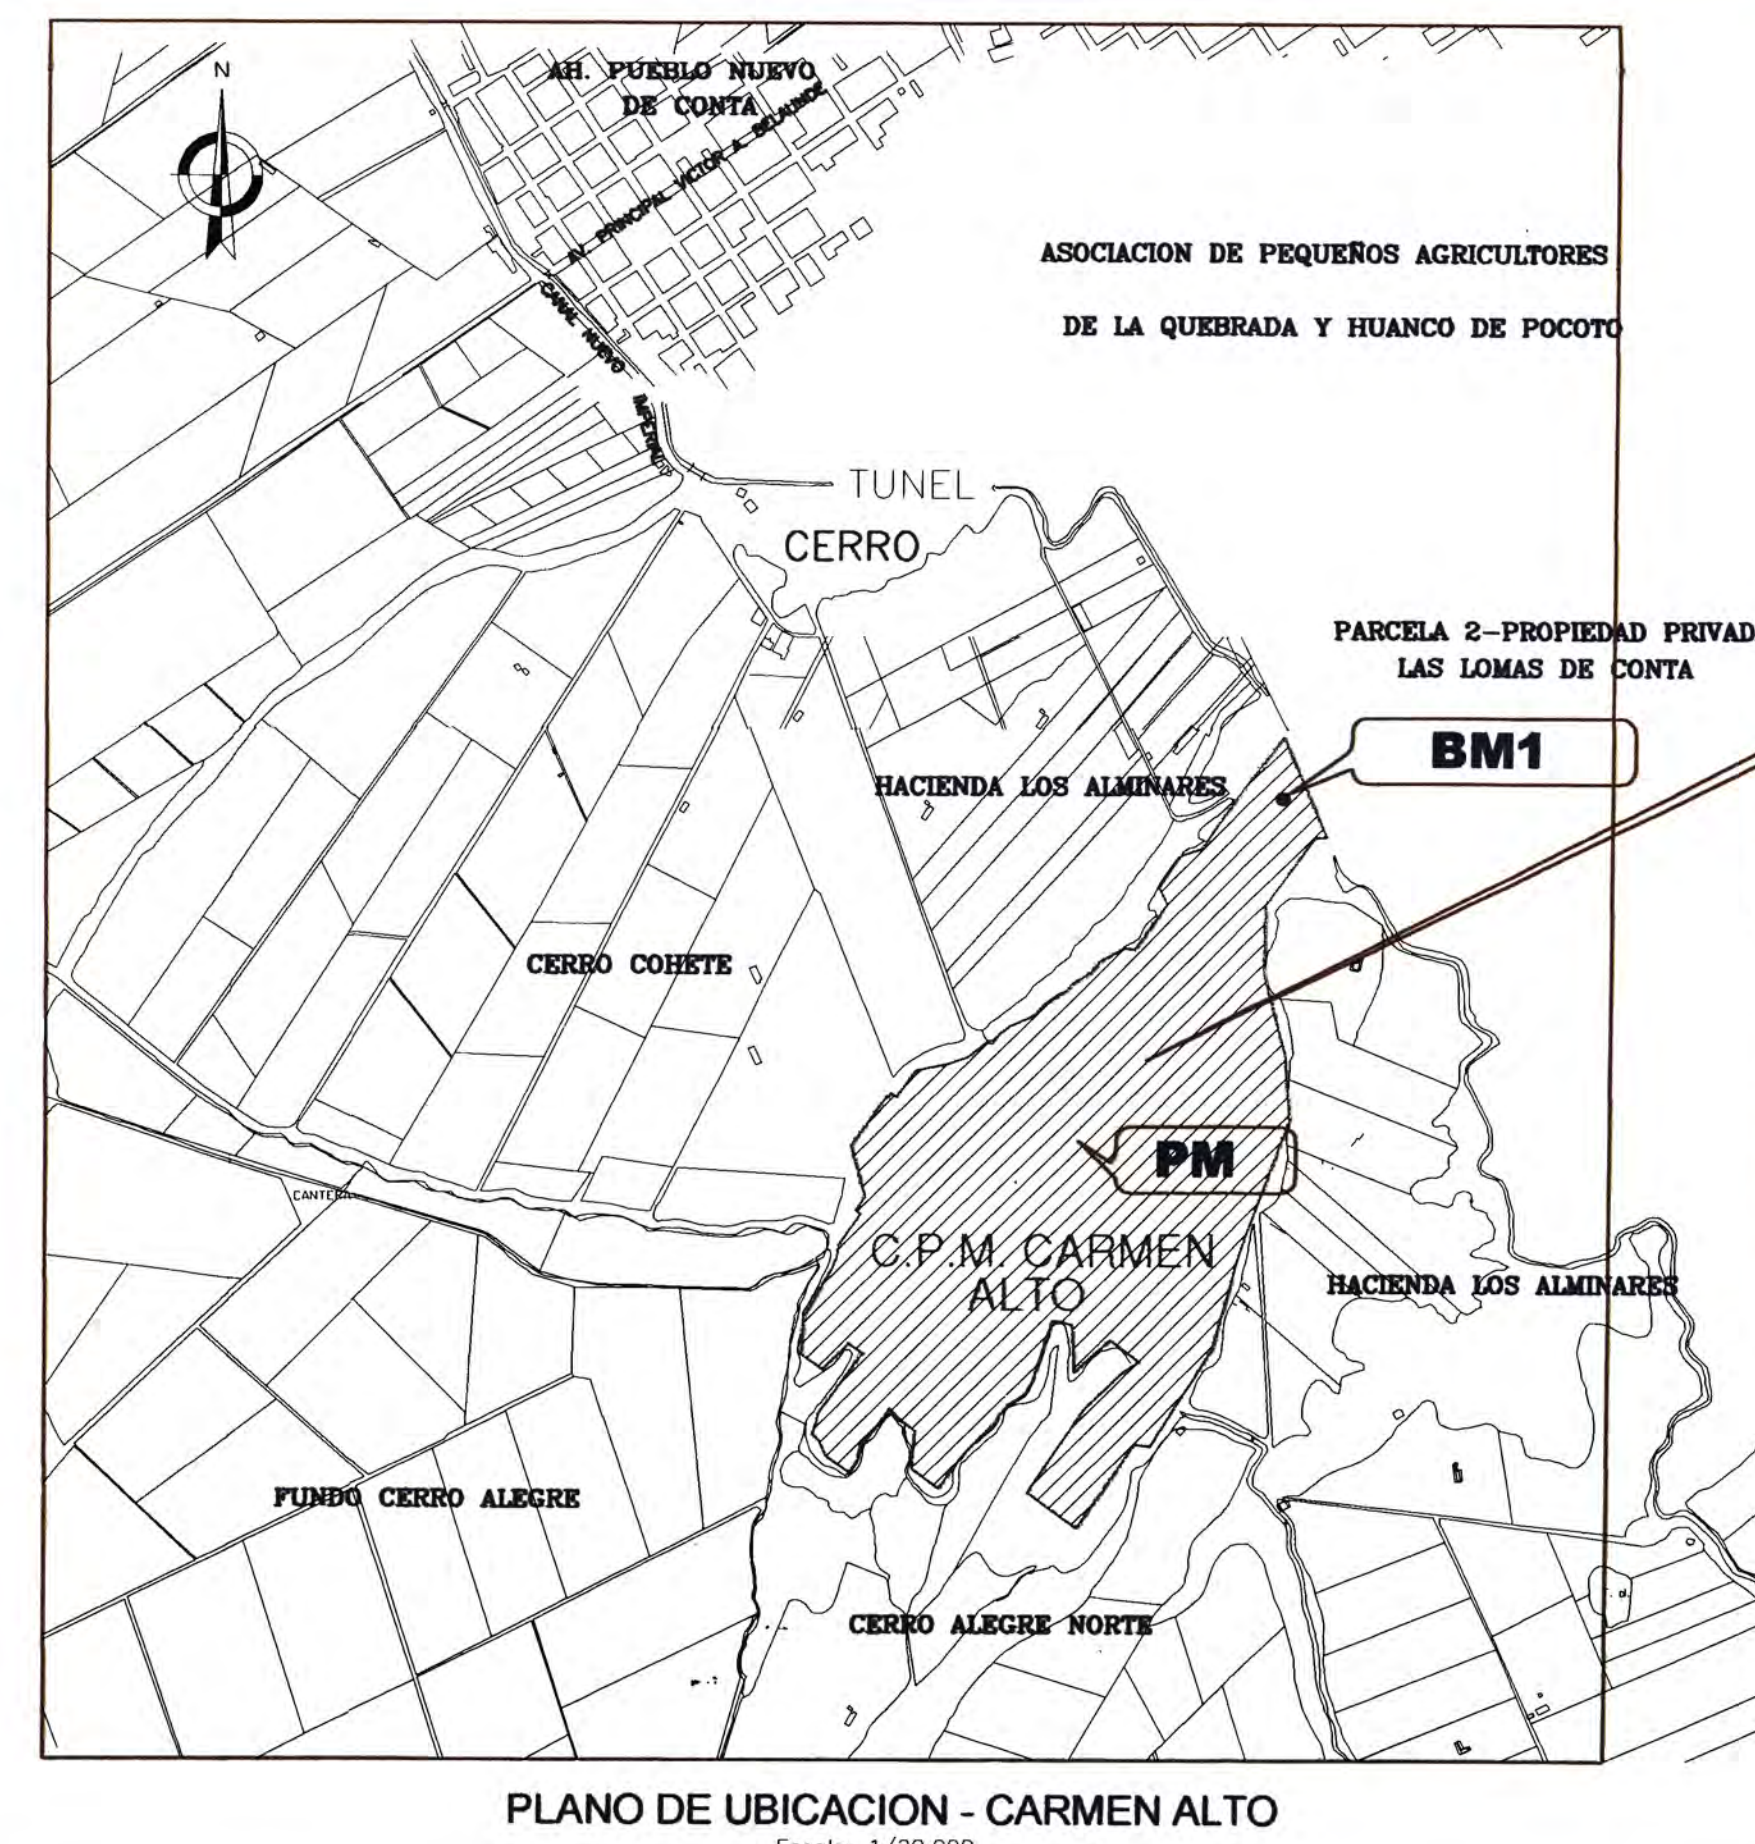 N
AH. PUEBLO NUEVO
DE CONTA
AV. PRINCIPAL VICTOR A. BELAUNDE
CANAL NUEVO
IMPERIAL
ASOCIACION DE PEQUEÑOS AGRICULTORES
DE LA QUEBRADA Y HUANCO DE POCOTO
TUNEL
CERRO
PARCELA 2-PROPIEDAD PRIVAD
LAS LOMAS DE CONTA
BM1
HACIENDA LOS ALMINARES
CERRO COHETE
PM
CANTERA
C.P.M. CARMEN
ALTO
HACIENDA LOS ALMINARES
FUNDO CERRO ALEGRE
CERRO ALEGRE NORTE
PLANO DE UBICACION - CARMEN ALTO